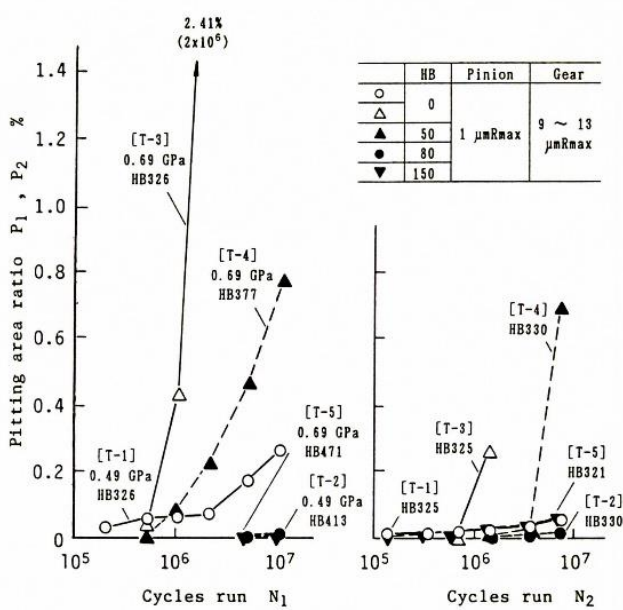 2.41%
(2x10⁶)
1.4
1.2
1.0
0.8
0.6
0.4
0.2
0
Pitting area ratio P₁ , P₂ %
[T-3]
0.69 GPa
HB326
[T-4]
0.69 GPa
HB377
[T-1]
0.49 GPa
HB326
[T-5]
0.69 GPa
HB471
[T-2]
0.49 GPa
HB413
10⁵ 10⁶ 10⁷
Cycles run N₁
HB Pinion Gear
○ 0 1 μmRmax 9 ~ 13 μmRmax
△
▲ 50
● 80
▼ 150
[T-4]
HB330
[T-3]
HB325
[T-1]
HB325
[T-5]
HB321
[T-2]
HB330
10⁵ 10⁶ 10⁷
Cycles run N₂